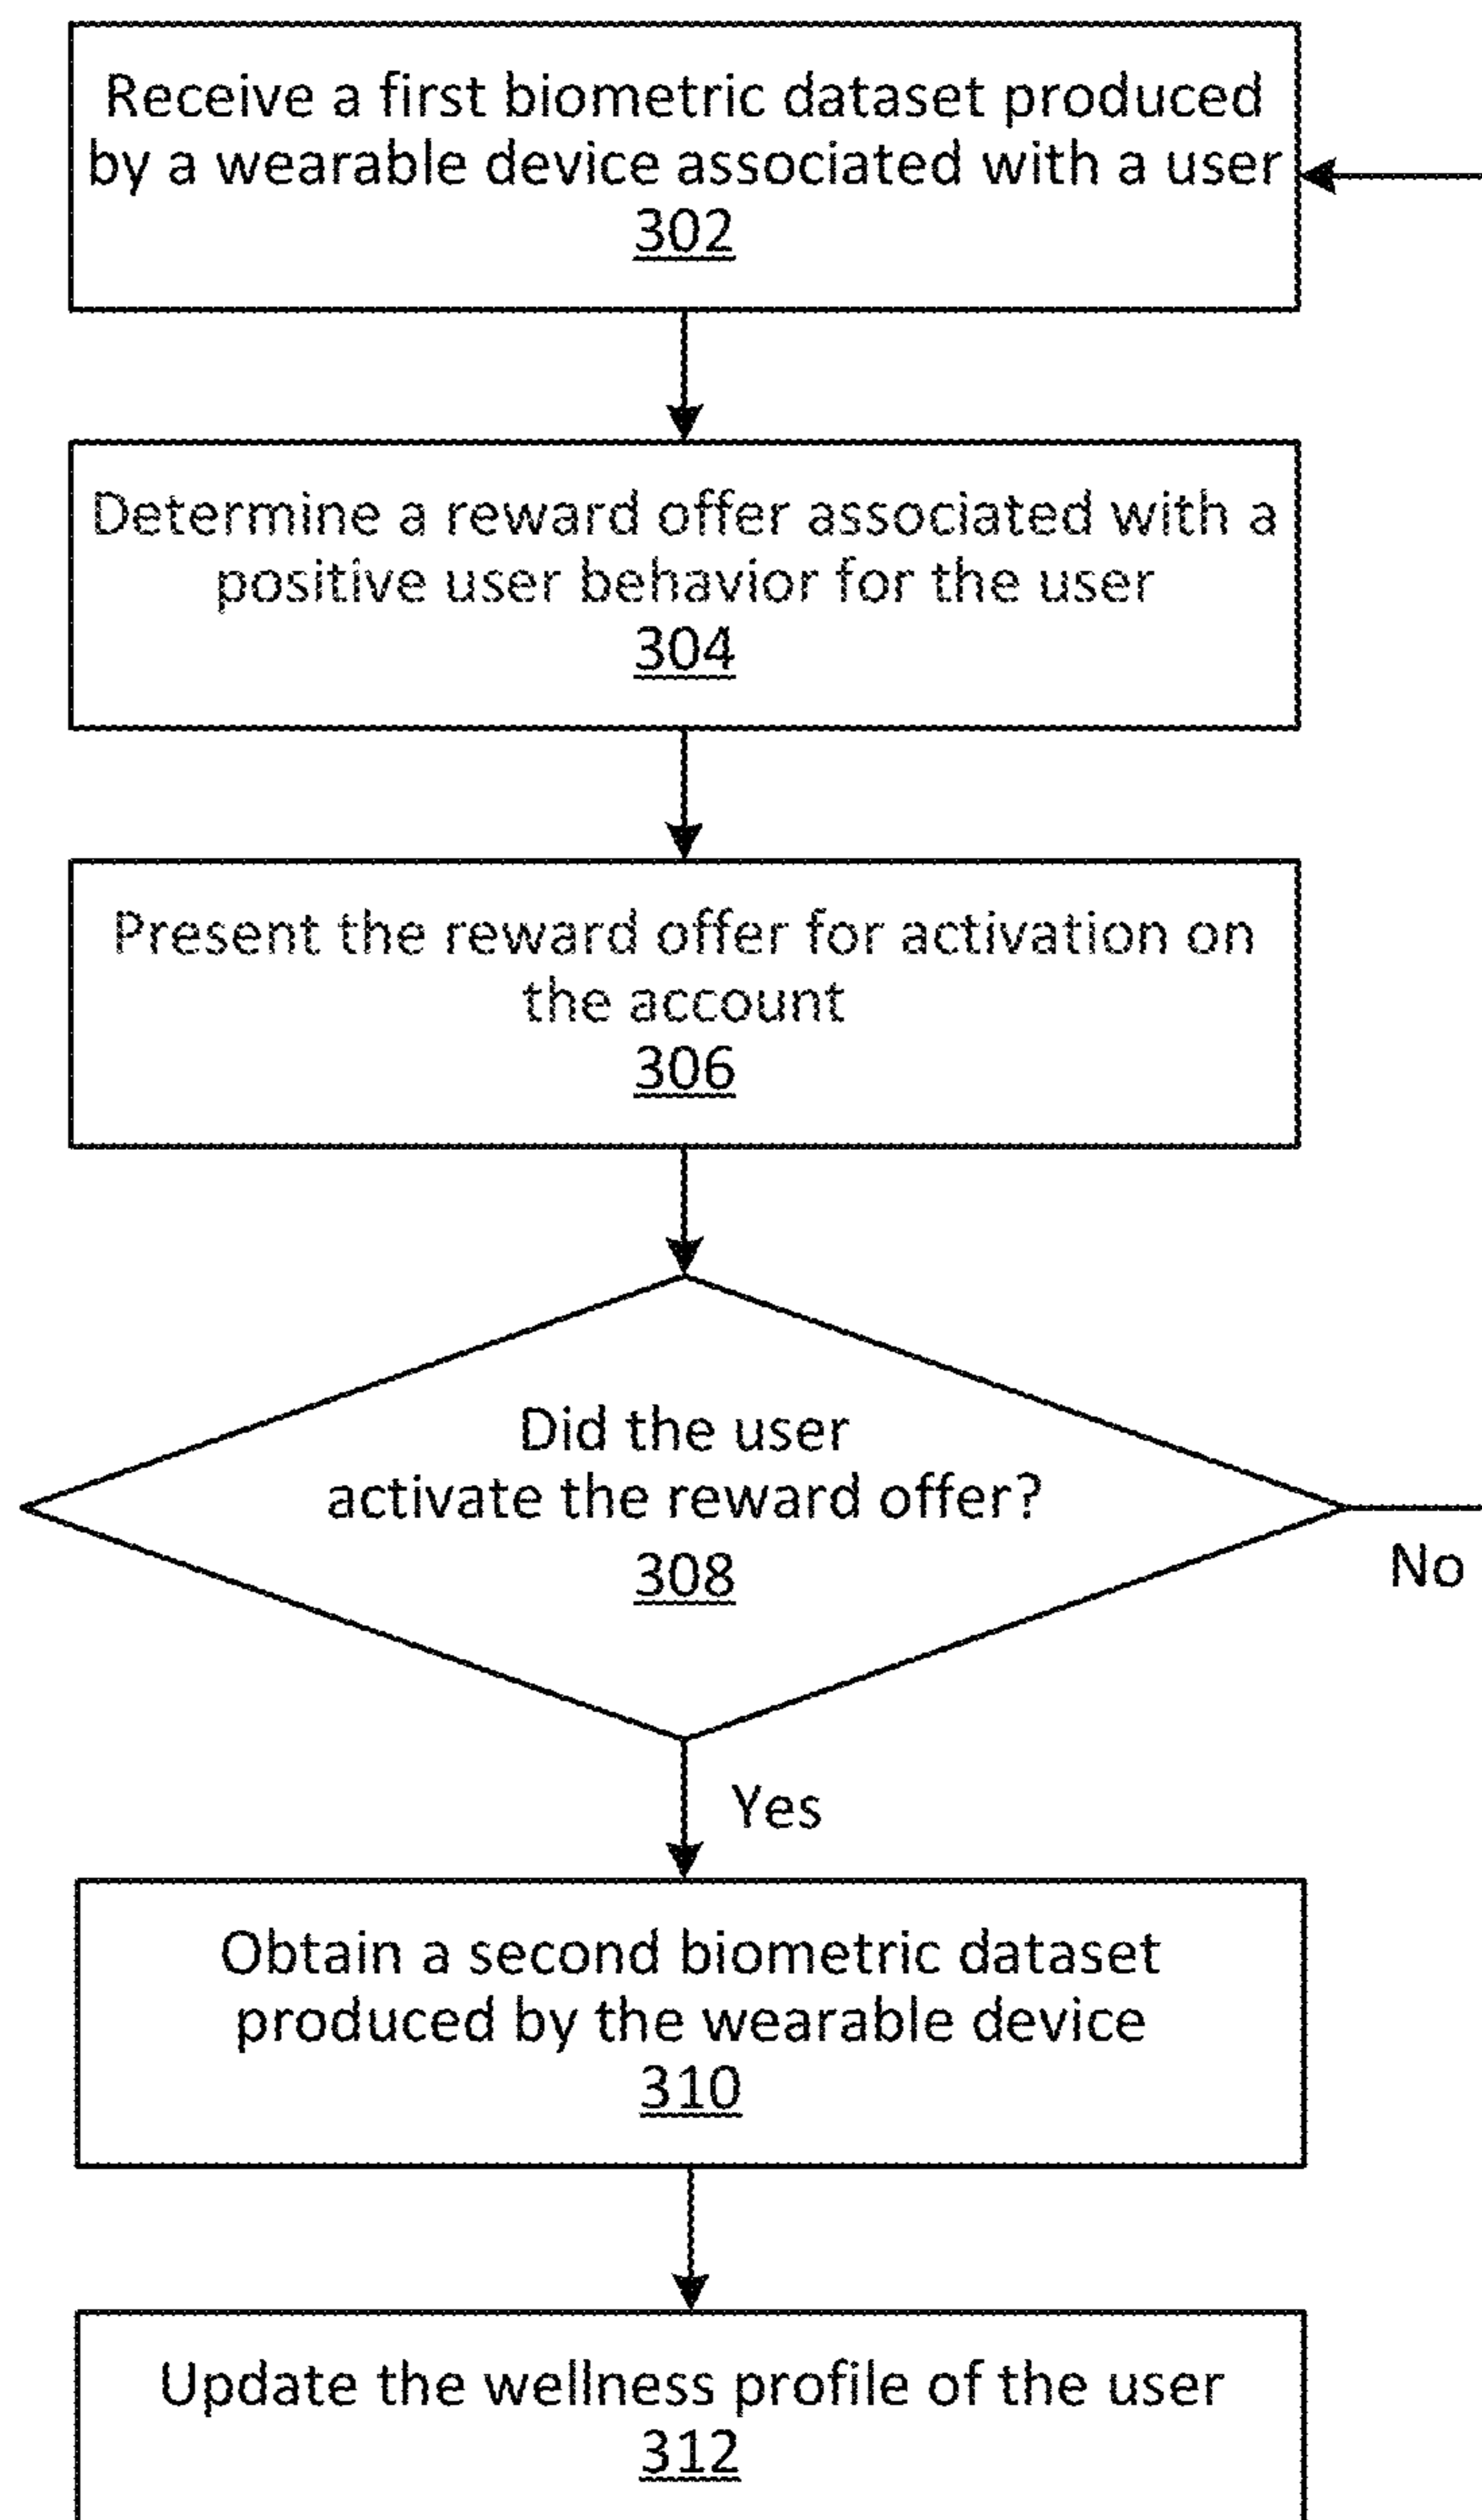 Receive a first biometric dataset produced
by a wearable device associated with a user
302
Determine a reward offer associated with a
positive user behavior for the user
304
Present the reward offer for activation on
the account
306
Did the user
activate the reward offer?
308
No
Yes
Obtain a second biometric dataset
produced by the wearable device
310
Update the wellness profile of the user
312